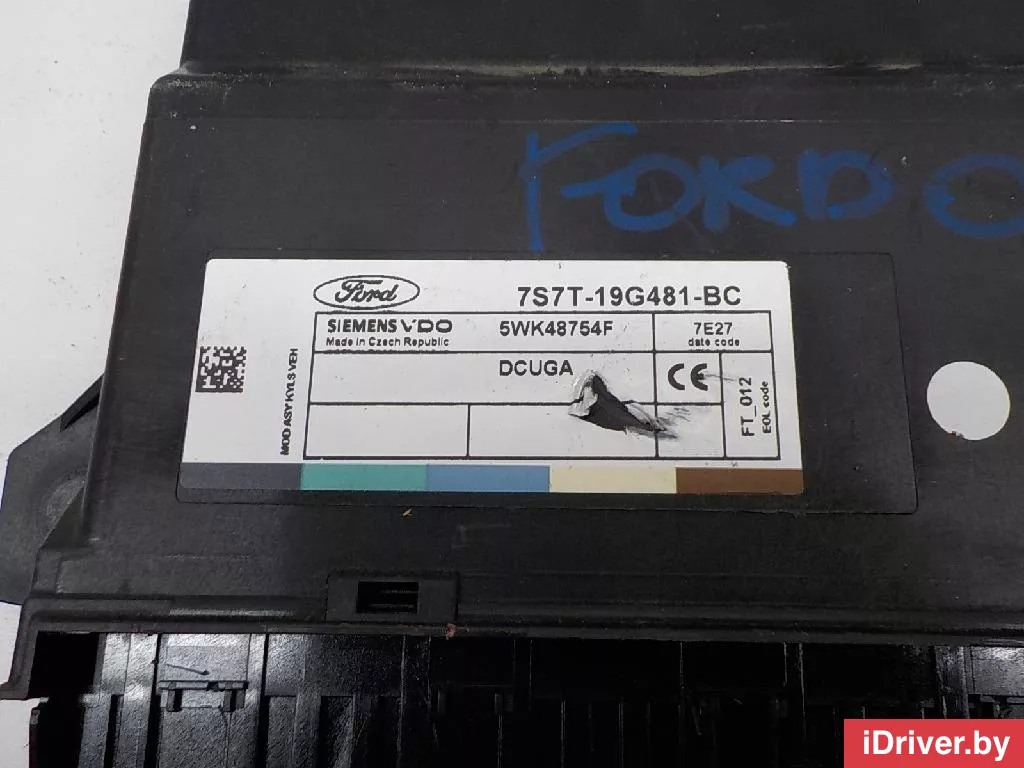 FORD O
Ford
7S7T-19G481-BC
SIEMENS VDO
Made in Czech Republic
5WK48754F
7E27
date code
DCUGA
CE
FT_012
EOL code
MOD ASY KYLS VEH
iDriver.by